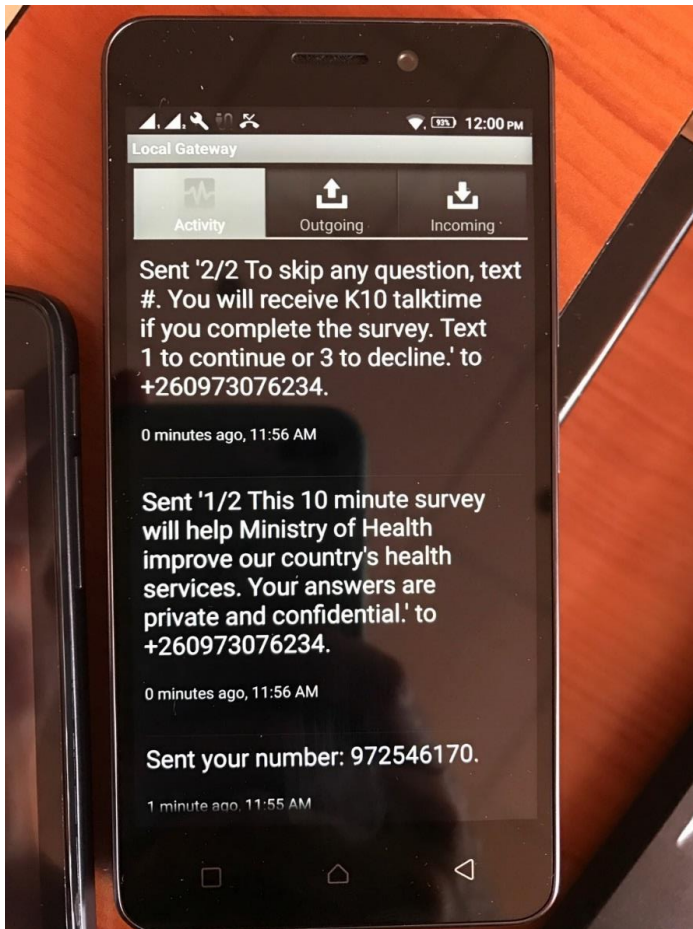 93% 12:00 PM
Local Gateway
Activity Outgoing Incoming
Sent '2/2 To skip any question, text
#. You will receive K10 talktime
if you complete the survey. Text
1 to continue or 3 to decline.' to
+260973076234.
0 minutes ago, 11:56 AM
Sent '1/2 This 10 minute survey
will help Ministry of Health
improve our country's health
services. Your answers are
private and confidential.' to
+260973076234.
0 minutes ago, 11:56 AM
Sent your number: 972546170.
1 minute ago, 11:55 AM